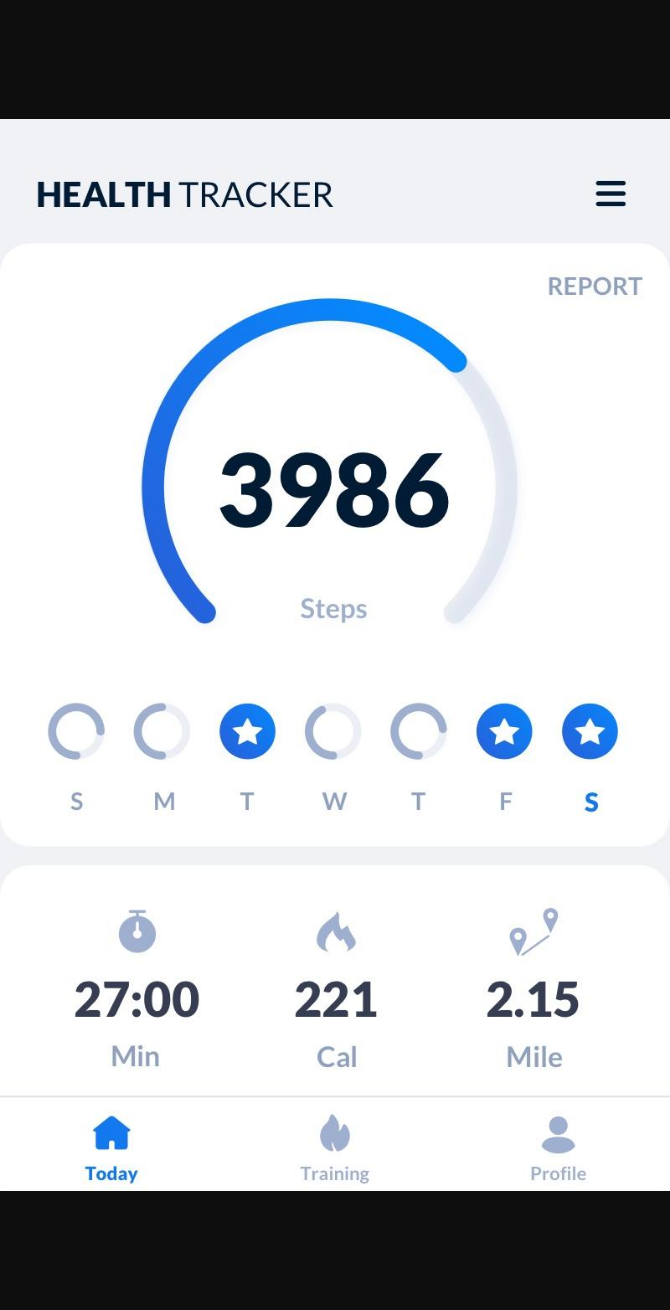 HEALTH TRACKER
REPORT
3986
Steps
S M T W T F S
27:00 221 2.15
Min Cal Mile
Today Training Profile